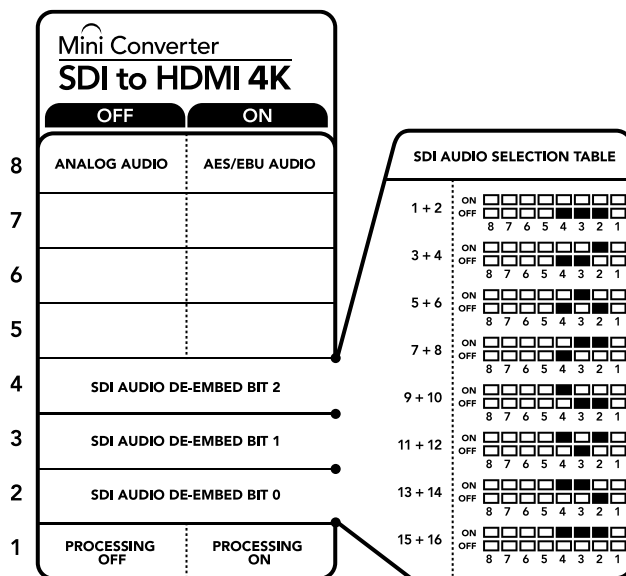 Mini Converter
SDI to HDMI 4K
OFF ON
8 ANALOG AUDIO AES/EBU AUDIO
7
6
5
4 SDI AUDIO DE-EMBED BIT 2
3 SDI AUDIO DE-EMBED BIT 1
2 SDI AUDIO DE-EMBED BIT 0
1 PROCESSING OFF PROCESSING ON
SDI AUDIO SELECTION TABLE
1 + 2 ON
OFF
8 7 6 5 4 3 2 1
3 + 4 ON
OFF
8 7 6 5 4 3 2 1
5 + 6 ON
OFF
8 7 6 5 4 3 2 1
7 + 8 ON
OFF
8 7 6 5 4 3 2 1
9 + 10 ON
OFF
8 7 6 5 4 3 2 1
11 + 12 ON
OFF
8 7 6 5 4 3 2 1
13 + 14 ON
OFF
8 7 6 5 4 3 2 1
15 + 16 ON
OFF
8 7 6 5 4 3 2 1